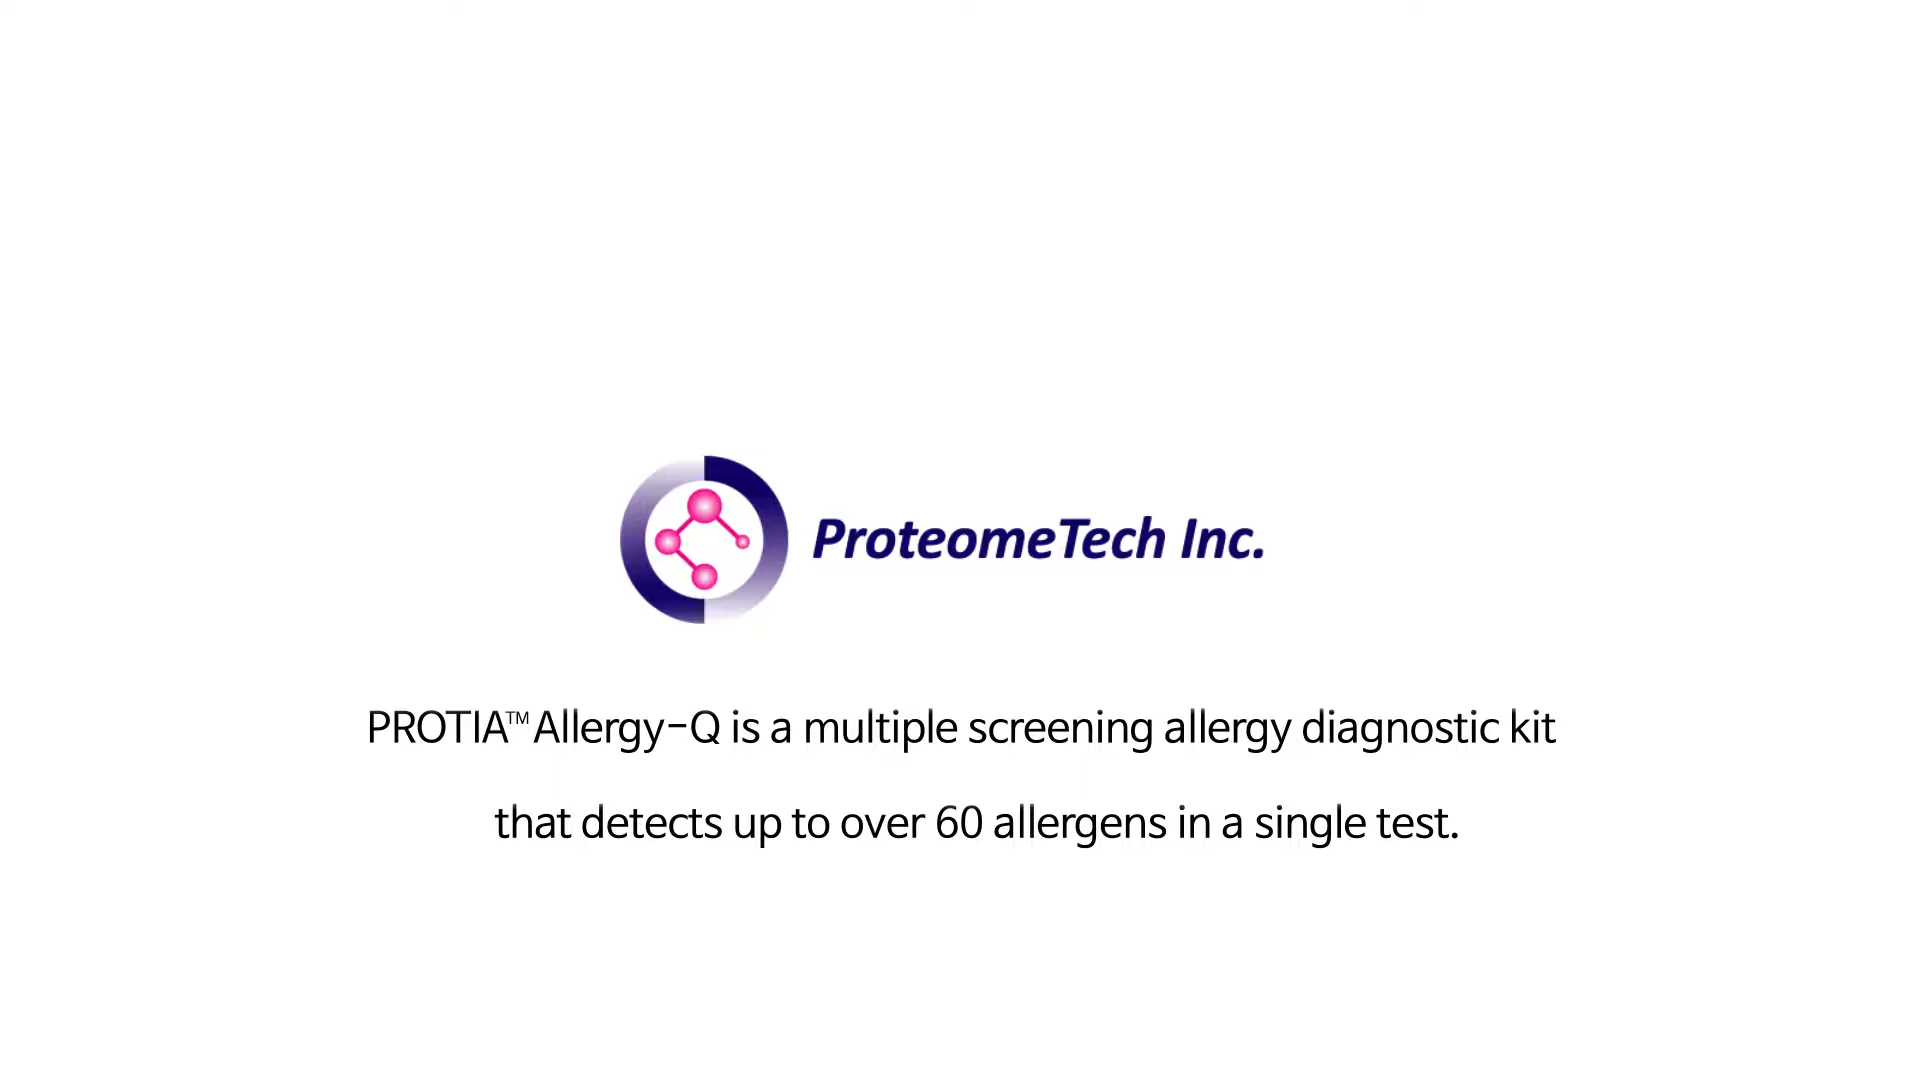 ProteomeTech Inc.
PROTIA™ Allergy-Q is a multiple screening allergy diagnostic kit
that detects up to over 60 allergens in a single test.